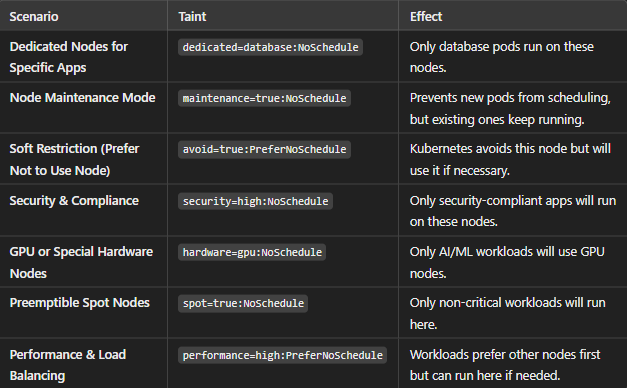 Scenario Taint Effect
Dedicated Nodes for dedicated=database:NoSchedule Only database pods run on these
Specific Apps nodes.
Node Maintenance Mode maintenance=true:NoSchedule Prevents new pods from scheduling,
but existing ones keep running.
Soft Restriction (Prefer avoid=true:PreferNoSchedule Kubernetes avoids this node but will
Not to Use Node) use it if necessary.
Security & Compliance security=high:NoSchedule Only security-compliant apps will run
on these nodes.
GPU or Special Hardware hardware=gpu:NoSchedule Only AI/ML workloads will use GPU
Nodes nodes.
Preemptible Spot Nodes spot=true:NoSchedule Only non-critical workloads will run
here.
Performance & Load performance=high:PreferNoSchedule Workloads prefer other nodes first
Balancing but can run here if needed.